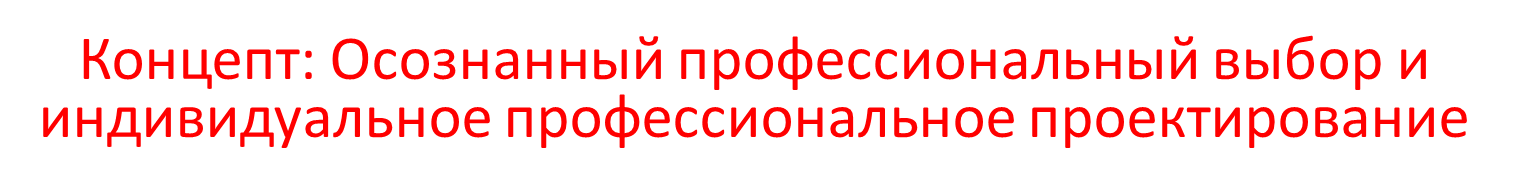 Концепт: Осознанный профессиональный выбор и
индивидуальное профессиональное проектирование